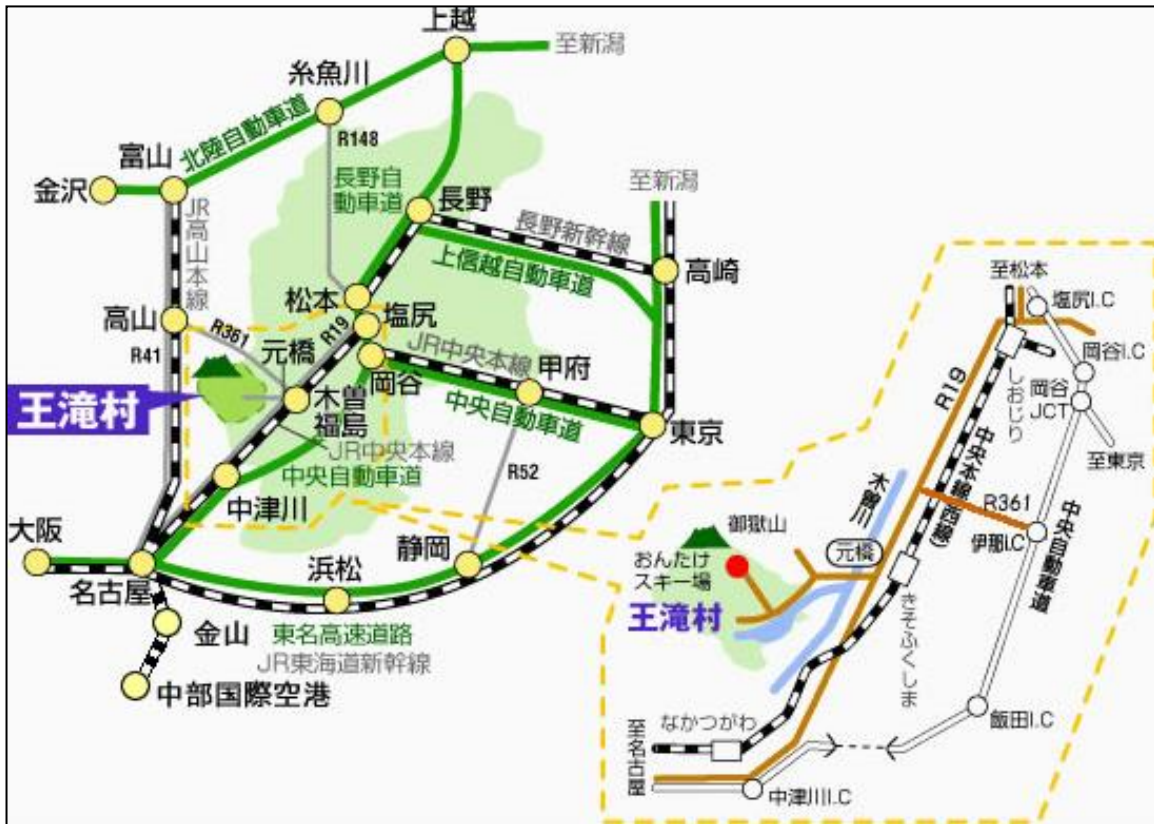 上越
至新潟
糸魚川
北陸自動車道
R148
富山
金沢
長野自
動車道
至新潟
JR高山本線
長野
長野新幹線
上信越自動車道
高崎
松本
塩尻
高山
R361
R19
R41
元橋
JR中央本線
岡谷
甲府
王滝村
木曽
福島
中央自動車道
東京
JR中央本線
中央自動車道
R52
中津川
大阪
名古屋
浜松
静岡
金山
東名高速道路
JR東海道新幹線
中部国際空港
至松本
塩尻I.C
岡谷I.C
R19
しおじり
岡谷
JCT
至東京
中央本線(西線)
木曽川
R361
御嶽山
元橋
伊那I.C
中央自動車道
おんたけ
スキー場
王滝村
きそふくしま
なかつがわ
飯田I.C
至名古屋
中津川I.C